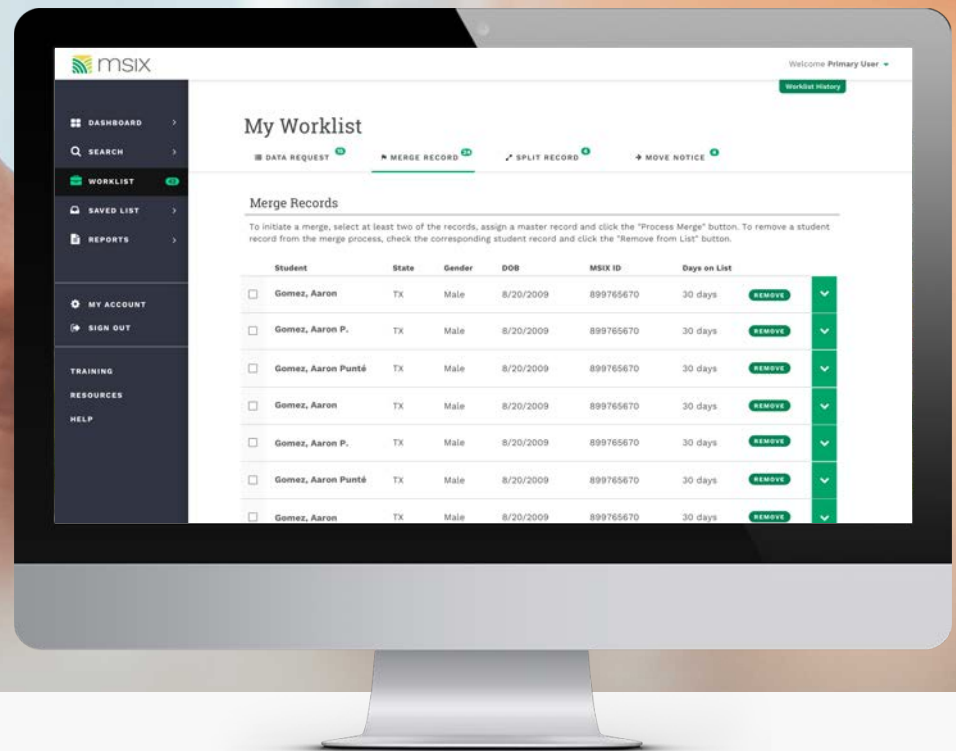 msix
Welcome Primary User
Worklist History
DASHBOARD
SEARCH
WORKLIST
SAVED LIST
REPORTS
MY ACCOUNT
SIGN OUT
TRAINING
RESOURCES
HELP
My Worklist
DATA REQUEST MERGE RECORD 24 SPLIT RECORD MOVE NOTICE
Merge Records
To initiate a merge, select at least two of the records, assign a master record and click the "Process Merge" button. To remove a student
record from the merge process, check the corresponding student record and click the "Remove from List" button.
Student State Gender DOB MSIX ID Days on List
Gomez, Aaron TX Male 8/20/2009 899765670 30 days REMOVE
Gomez, Aaron P. TX Male 8/20/2009 899765670 30 days REMOVE
Gomez, Aaron Punté TX Male 8/20/2009 899765670 30 days REMOVE
Gomez, Aaron TX Male 8/20/2009 899765670 30 days REMOVE
Gomez, Aaron P. TX Male 8/20/2009 899765670 30 days REMOVE
Gomez, Aaron Punté TX Male 8/20/2009 899765670 30 days REMOVE
Gomez, Aaron TX Male 8/20/2009 899765670 30 days REMOVE